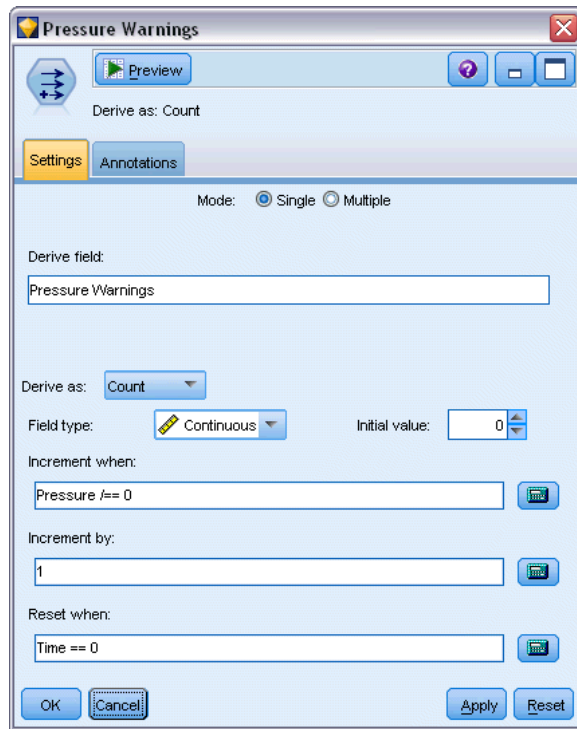 Pressure Warnings
Preview
Derive as: Count
Settings Annotations
Mode: Single Multiple
Derive field:
Pressure Warnings
Derive as: Count
Field type: Continuous Initial value: 0
Increment when:
Pressure /== 0
Increment by:
1
Reset when:
Time == 0
OK Cancel Apply Reset